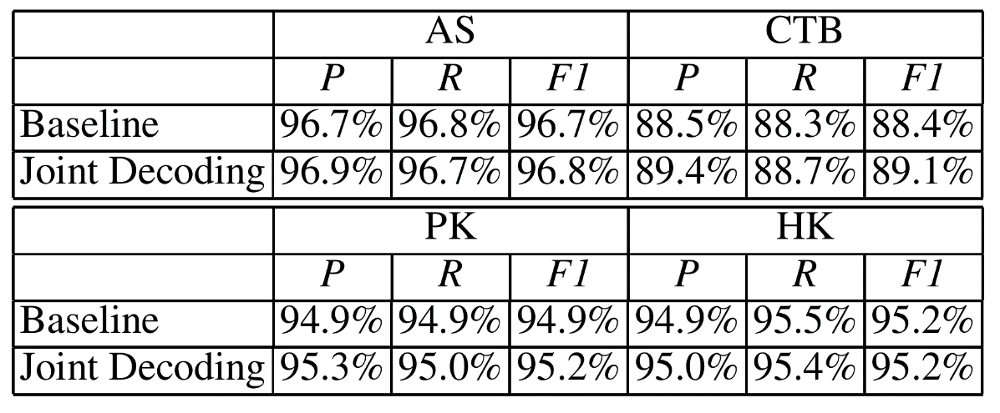 AS CTB
P R F1 P R F1
Baseline 96.7% 96.8% 96.7% 88.5% 88.3% 88.4%
Joint Decoding 96.9% 96.7% 96.8% 89.4% 88.7% 89.1%
PK HK
P R F1 P R F1
Baseline 94.9% 94.9% 94.9% 94.9% 95.5% 95.2%
Joint Decoding 95.3% 95.0% 95.2% 95.0% 95.4% 95.2%